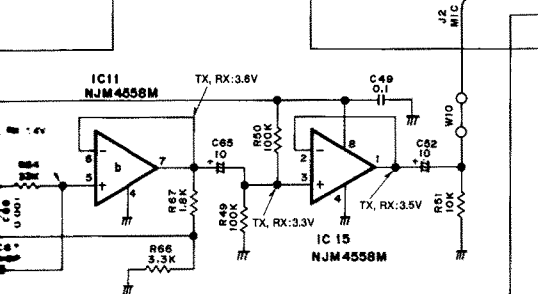 J2
MIC
IC11
NJM4558M
TX, RX:3.6V
C49
0.1
W10
R50
100K
C65
+ 10
C52
+ 10
6
b
7
5
4
2
8
1
3
4
R67
1.8K
R49
100K
TX, RX:3.3V
TX, RX:3.5V
R51
10K
R66
3.3K
0.001
IC 15
NJM4558M